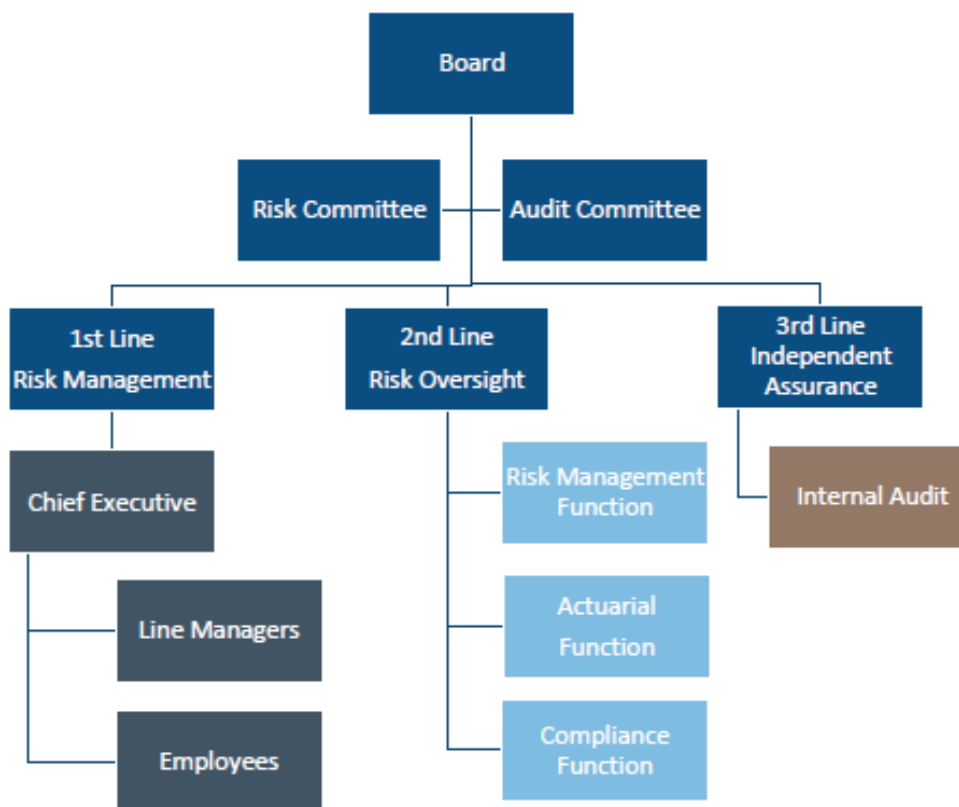 Board
Risk Committee
Audit Committee
1st Line
Risk Management
2nd Line
Risk Oversight
3rd Line
Independent
Assurance
Chief Executive
Line Managers
Employees
Risk Management
Function
Actuarial
Function
Compliance
Function
Internal Audit